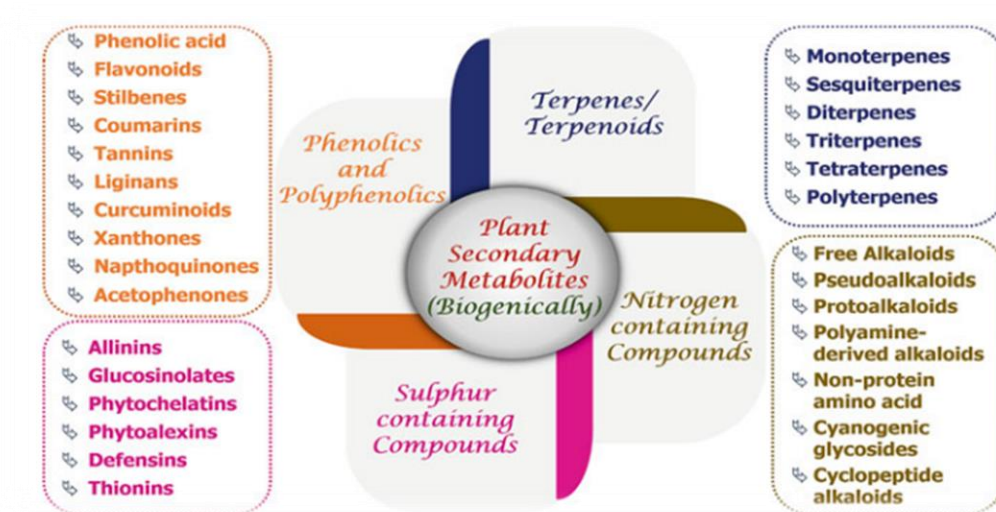 Phenolic acid
Flavonoids
Stilbenes
Coumarins
Tannins
Liginans
Curcuminoids
Xanthones
Napthoquinones
Acetophenones
Allinins
Glucosinolates
Phytochelatins
Phytoalexins
Defensins
Thionins
Phenolics
and
Polyphenolics
Terpenes/
Terpenoids
Plant
Secondary
Metabolites
(Biogenically)
Nitrogen
containing
Compounds
Sulphur
containing
Compounds
Monoterpenes
Sesquiterpenes
Diterpenes
Triterpenes
Tetraterpenes
Polyterpenes
Free Alkaloids
Pseudoalkaloids
Protoalkaloids
Polyamine-
derived alkaloids
Non-protein
amino acid
Cyanogenic
glycosides
Cyclopeptide
alkaloids